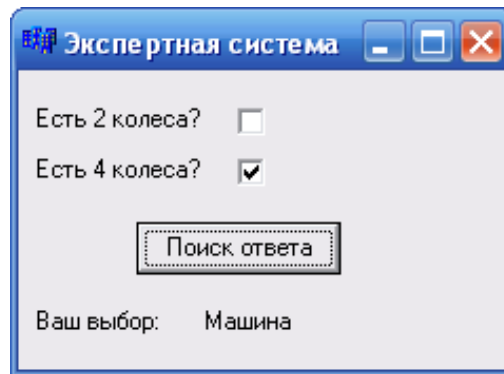 Экспертная система
Есть 2 колеса?
Есть 4 колеса?
Поиск ответа
Ваш выбор: Машина